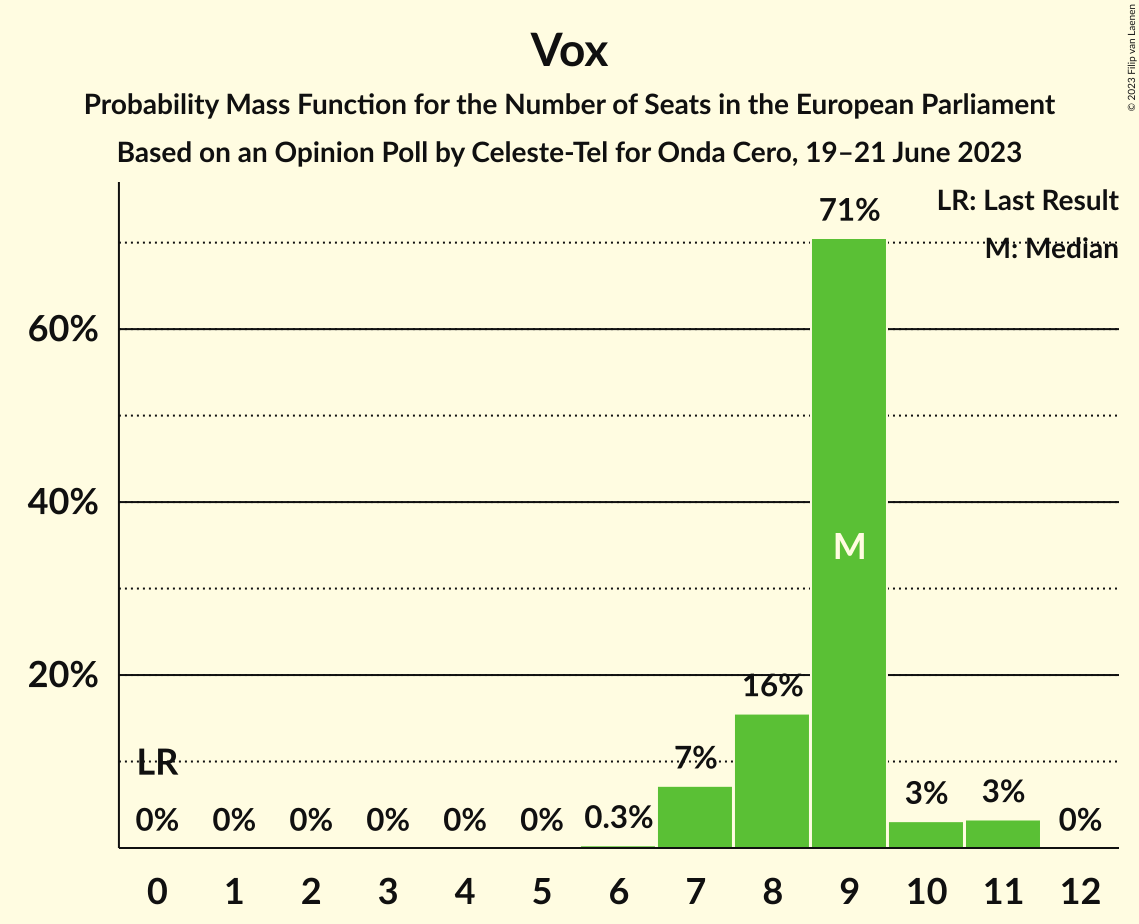 Vox
Probability Mass Function for the Number of Seats in the European Parliament
Based on an Opinion Poll by Celeste-Tel for Onda Cero, 19–21 June 2023
© 2023 Filip van Laenen
LR: Last Result
M: Median
71%
60%
40%
M
20%
16%
LR
7%
0% 0% 0% 0% 0% 0% 0.3% 3% 3% 0%
0 1 2 3 4 5 6 7 8 9 10 11 12